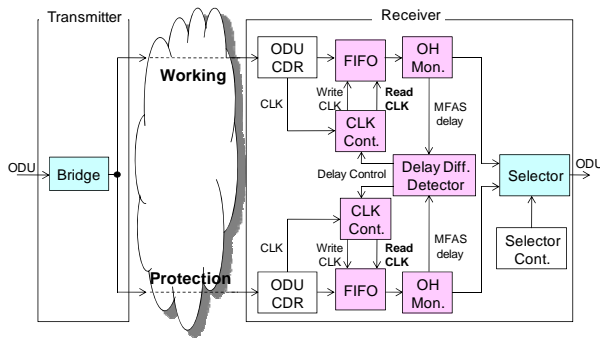 Transmitter
Receiver
ODU
CDR
FIFO
OH
Mon.
Working
CLK
Write
CLK
Read
CLK
MFAS
delay
CLK
Cont.
ODU
Bridge
Delay Control
Delay Diff.
Detector
Selector
ODU
CLK
Cont.
CLK
Write
CLK
Read
CLK
MFAS
delay
Selector
Cont.
Protection
ODU
CDR
FIFO
OH
Mon.